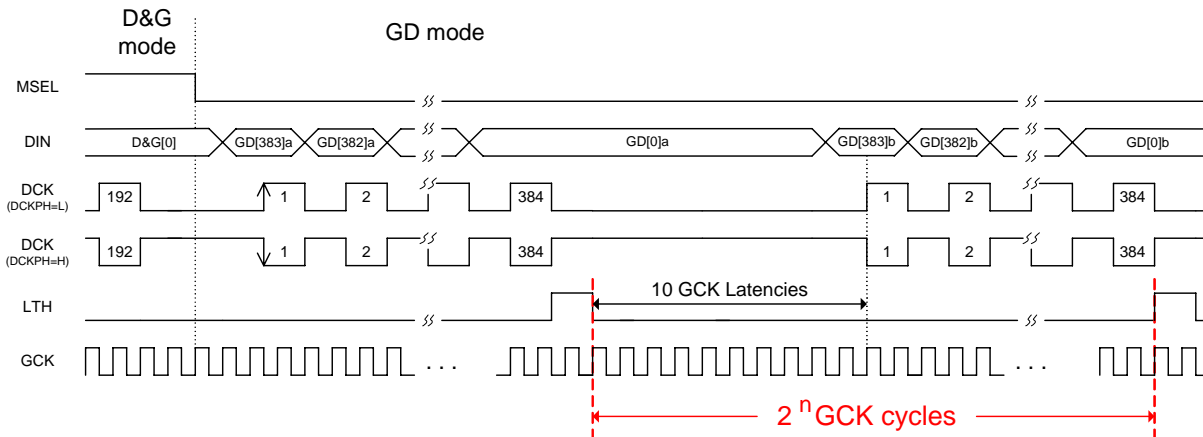 D&G
mode
GD mode
MSEL
DIN
D&G[0]
GD[383]a
GD[382]a
GD[0]a
GD[383]b
GD[382]b
GD[0]b
DCK
(DCKPH=L)
192
1
2
384
1
2
384
DCK
(DCKPH=H)
192
1
2
384
1
2
384
LTH
10 GCK Latencies
GCK
. . .
. . .
2 n GCK cycles